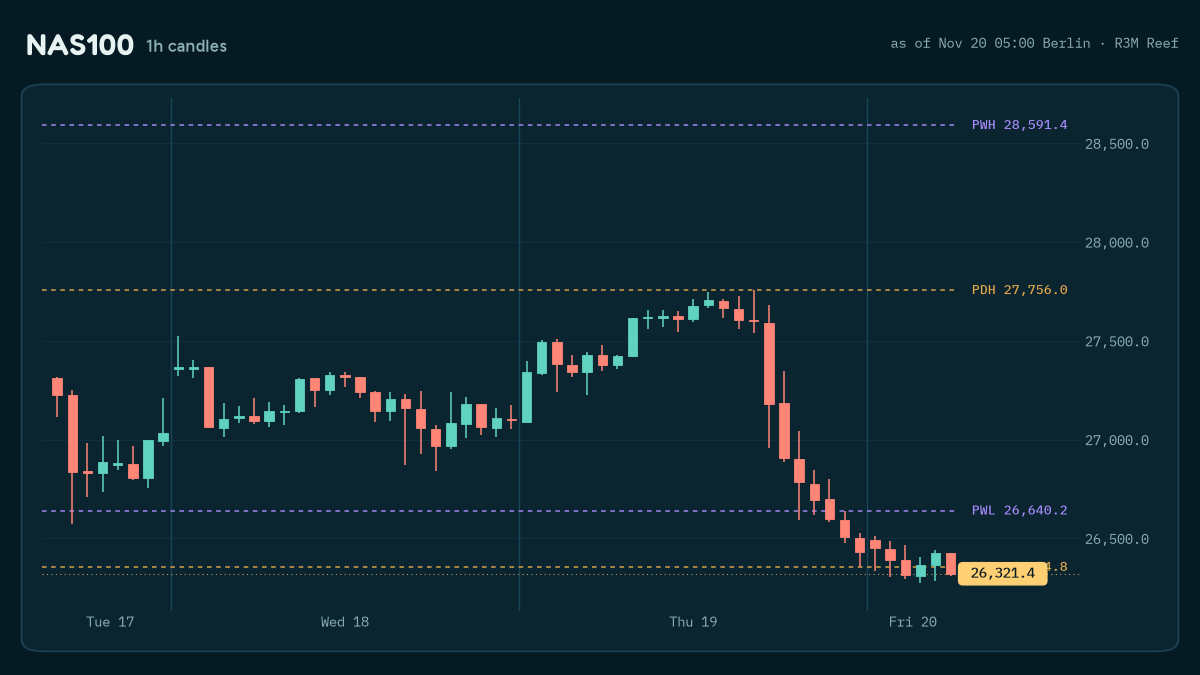 NAS100 1h candles
as of Nov 20 05:00 Berlin · R3M Reef
PWH 28,591.4
28,500.0
28,000.0
PDH 27,756.0
27,500.0
27,000.0
PWL 26,640.2
26,500.0
26,321.4
Tue 17 Wed 18 Thu 19 Fri 20